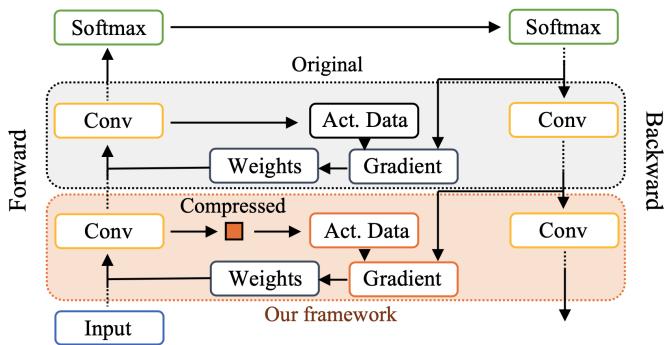 Softmax
Softmax
Original
Conv
Act. Data
Conv
Weights
Gradient
Forward
Backward
Compressed
Conv
Act. Data
Conv
Weights
Gradient
Our framework
Input